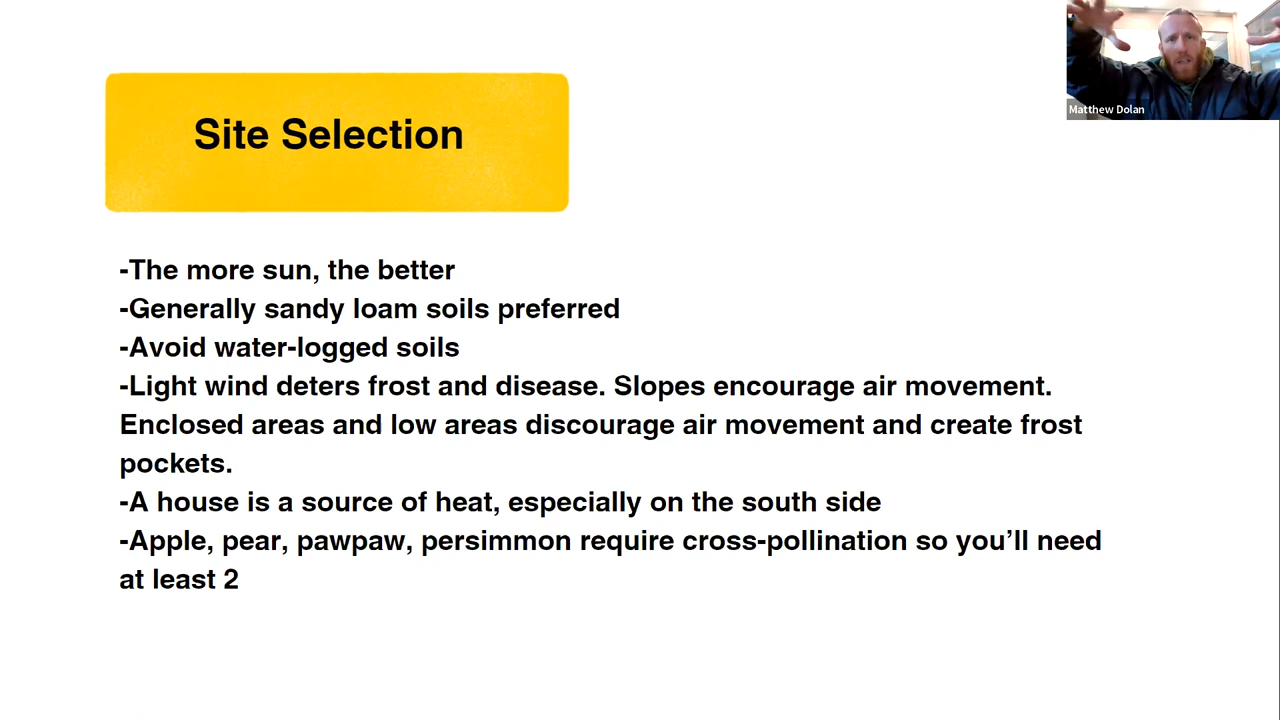 Matthew Dolan
Site Selection
-The more sun, the better
-Generally sandy loam soils preferred
-Avoid water-logged soils
-Light wind deters frost and disease. Slopes encourage air movement.
Enclosed areas and low areas discourage air movement and create frost
pockets.
-A house is a source of heat, especially on the south side
-Apple, pear, pawpaw, persimmon require cross-pollination so you’ll need
at least 2